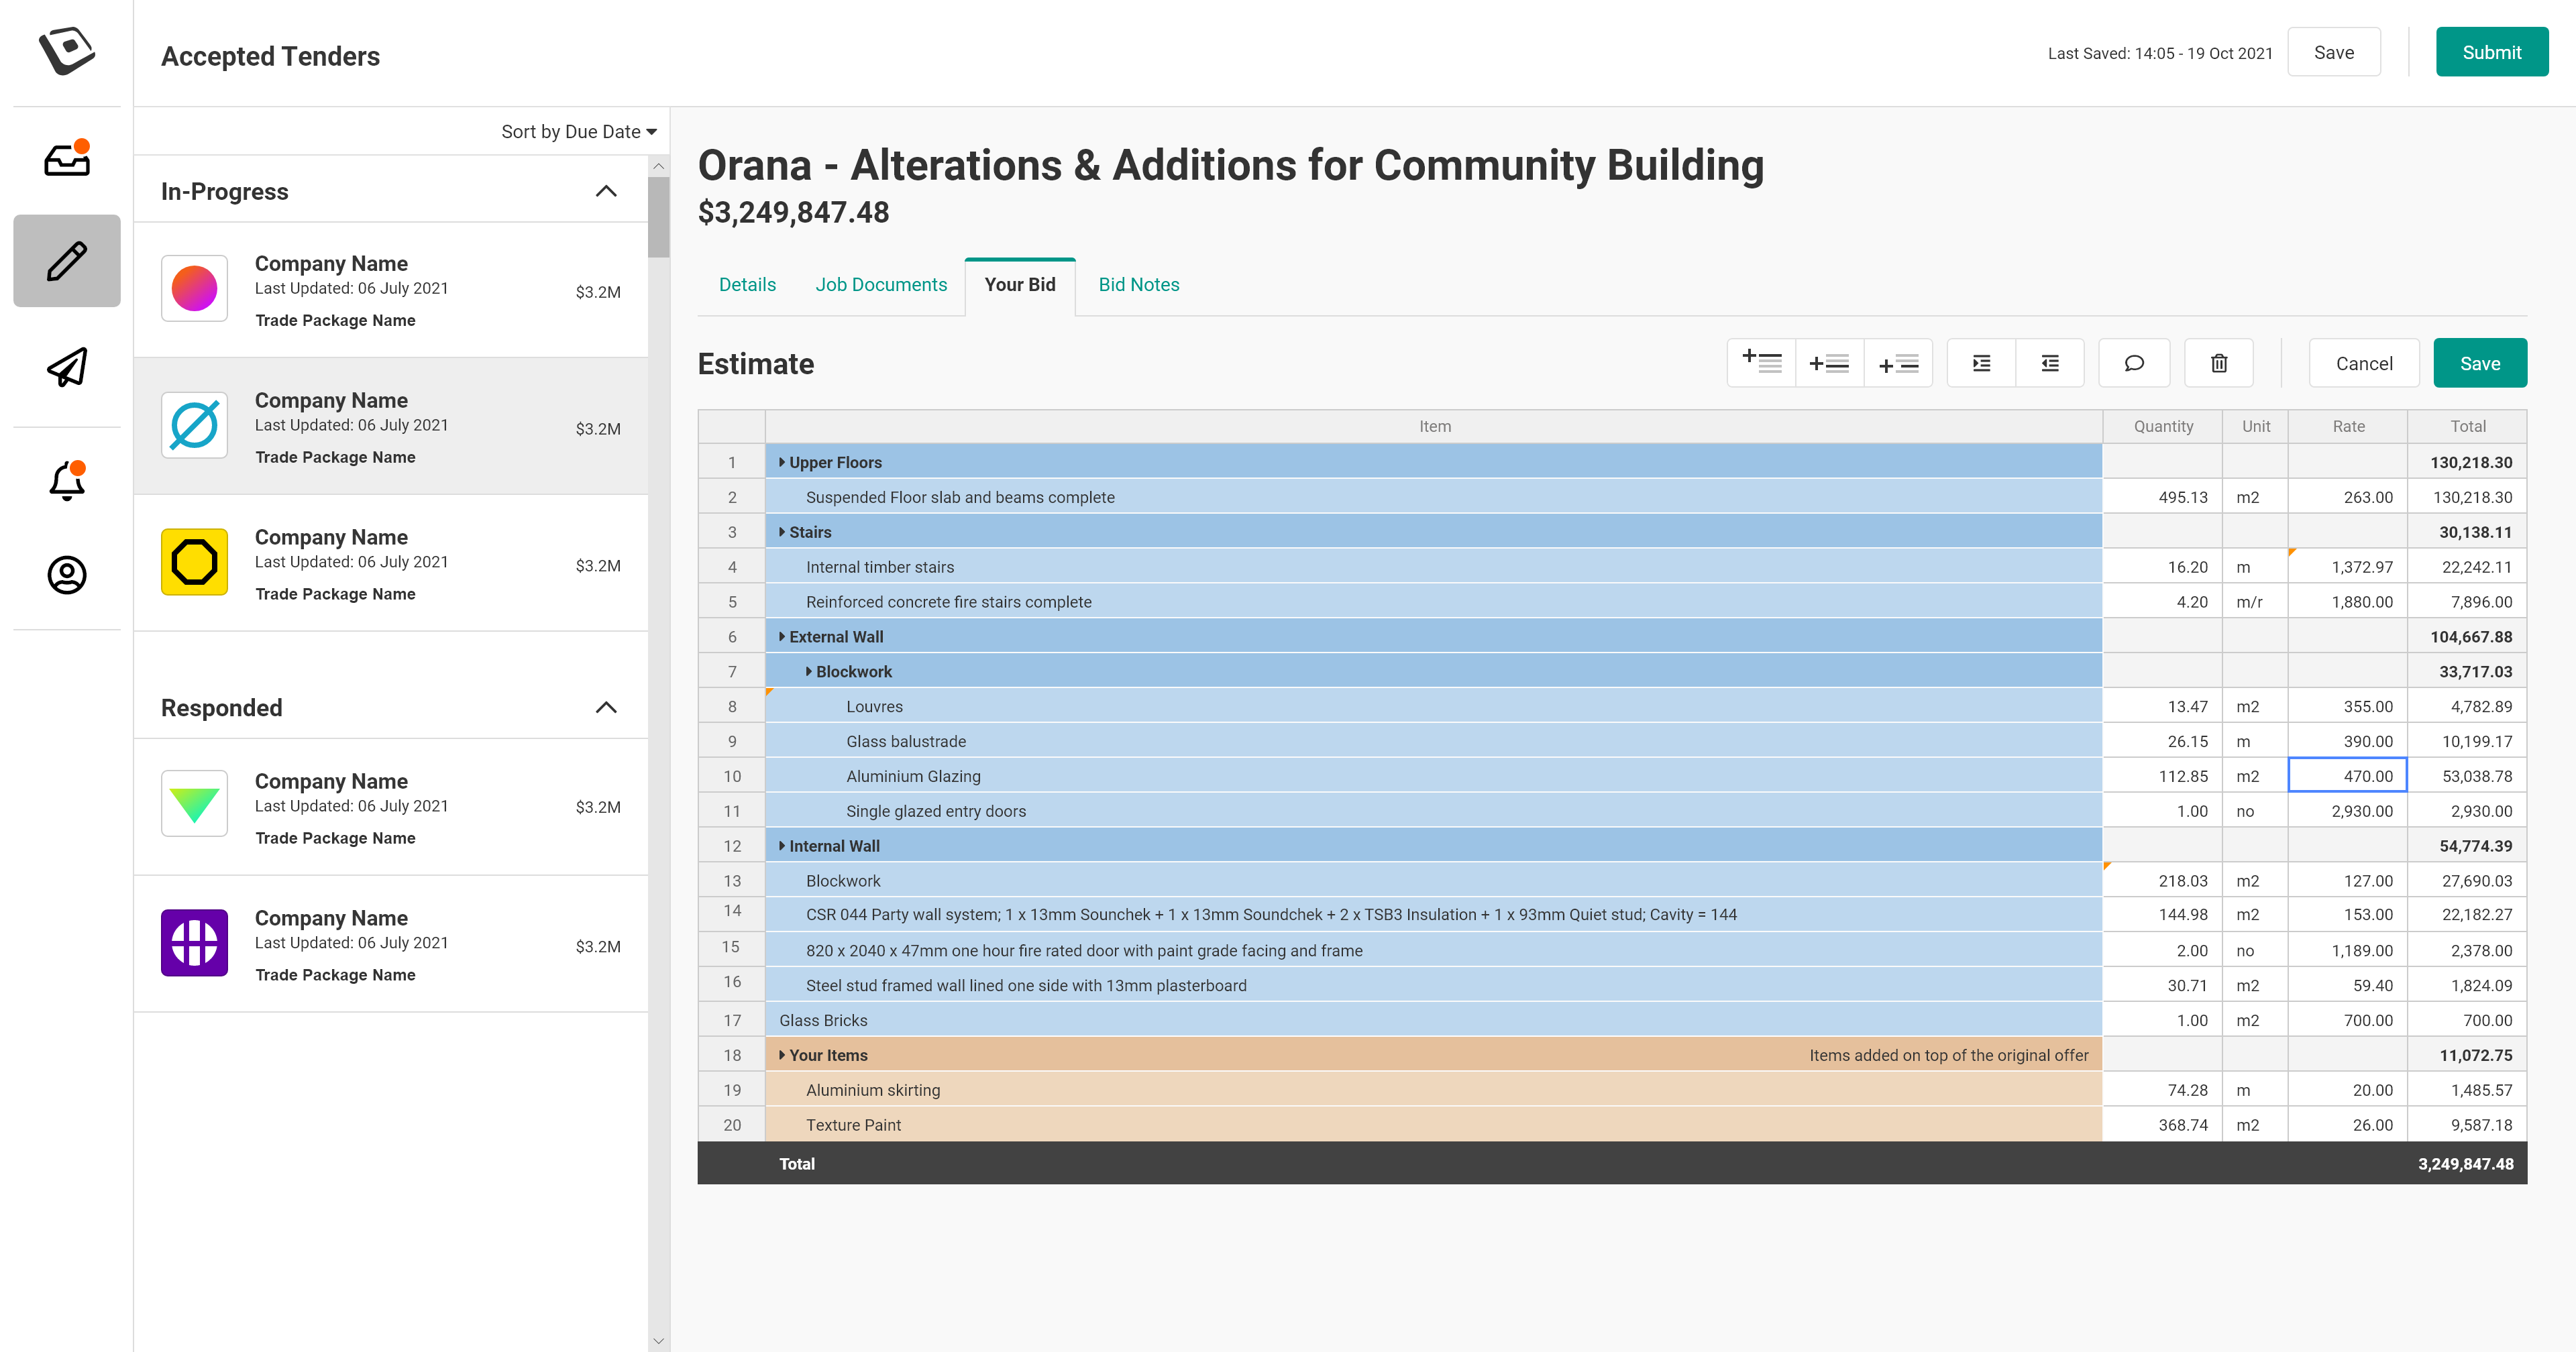 Accepted Tenders
Last Saved: 14:05 - 19 Oct 2021
Save
Submit
Sort by Due Date
In-Progress
Company Name
Last Updated: 06 July 2021
$3.2M
Trade Package Name
Company Name
Last Updated: 06 July 2021
$3.2M
Trade Package Name
Company Name
Last Updated: 06 July 2021
$3.2M
Trade Package Name
Responded
Company Name
Last Updated: 06 July 2021
$3.2M
Trade Package Name
Company Name
Last Updated: 06 July 2021
$3.2M
Trade Package Name
Orana - Alterations & Additions for Community Building
$3,249,847.48
Details Job Documents Your Bid Bid Notes
Estimate
Cancel
Save
Item Quantity Unit Rate Total
1 Upper Floors 130,218.30
2 Suspended Floor slab and beams complete 495.13 m2 263.00 130,218.30
3 Stairs 30,138.11
4 Internal timber stairs 16.20 m 1,372.97 22,242.11
5 Reinforced concrete fire stairs complete 4.20 m/r 1,880.00 7,896.00
6 External Wall 104,667.88
7 Blockwork 33,717.03
8 Louvres 13.47 m2 355.00 4,782.89
9 Glass balustrade 26.15 m 390.00 10,199.17
10 Aluminium Glazing 112.85 m2 470.00 53,038.78
11 Single glazed entry doors 1.00 no 2,930.00 2,930.00
12 Internal Wall 54,774.39
13 Blockwork 218.03 m2 127.00 27,690.03
14 CSR 044 Party wall system; 1 x 13mm Sounchek + 1 x 13mm Soundchek + 2 x TSB3 Insulation + 1 x 93mm Quiet stud; Cavity = 144 144.98 m2 153.00 22,182.27
15 820 x 2040 x 47mm one hour fire rated door with paint grade facing and frame 2.00 no 1,189.00 2,378.00
16 Steel stud framed wall lined one side with 13mm plasterboard 30.71 m2 59.40 1,824.09
17 Glass Bricks 1.00 m2 700.00 700.00
18 Your Items Items added on top of the original offer 11,072.75
19 Aluminium skirting 74.28 m 20.00 1,485.57
20 Texture Paint 368.74 m2 26.00 9,587.18
Total 3,249,847.48